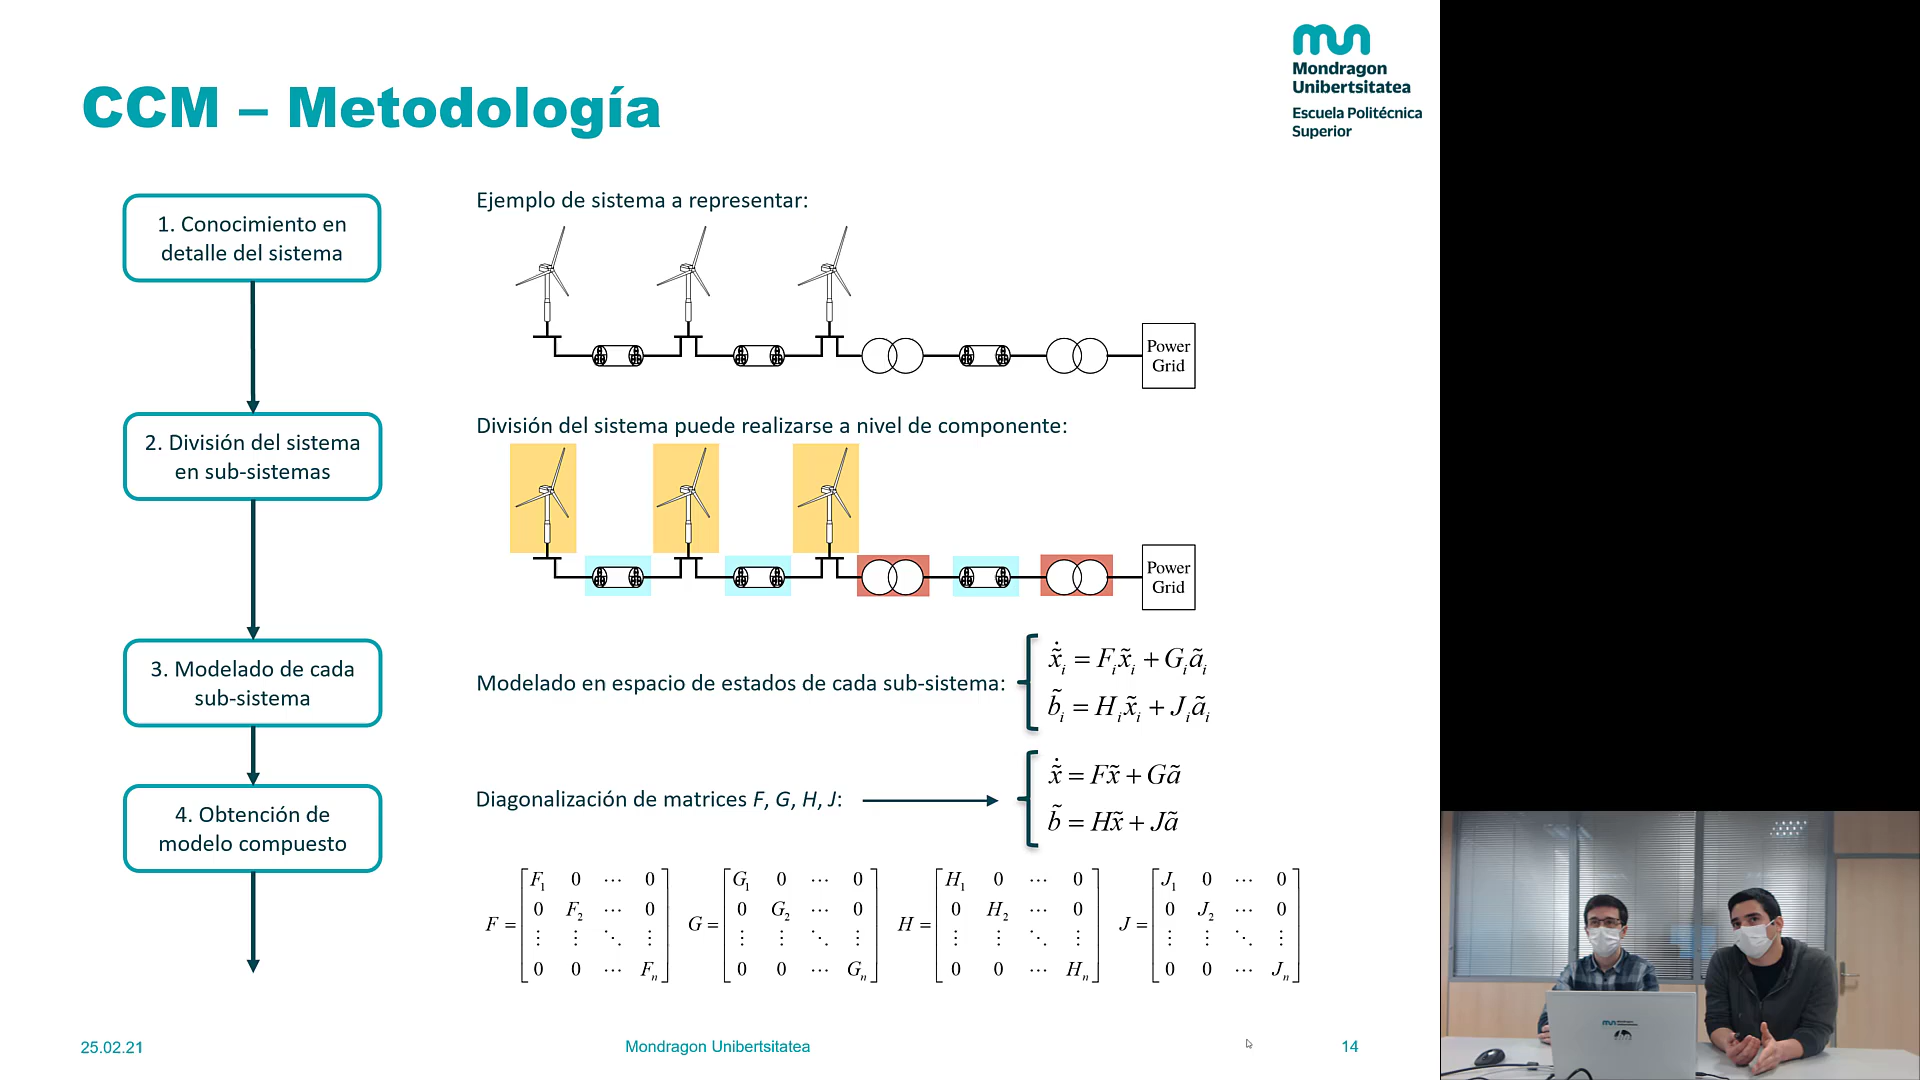 CCM – Metodología
Mondragon
Unibertsitatea
Escuela Politécnica
Superior
1. Conocimiento en
detalle del sistema
Ejemplo de sistema a representar:
Power
Grid
2. División del sistema
en sub-sistemas
División del sistema puede realizarse a nivel de componente:
Power
Grid
3. Modelado de cada
sub-sistema
Modelado en espacio de estados de cada sub-sistema:
ẋ̃ᵢ = Fᵢx̃ᵢ + Gᵢãᵢ
b̃ᵢ = Hᵢx̃ᵢ + Jᵢãᵢ
4. Obtención de
modelo compuesto
Diagonalización de matrices F, G, H, J:
ẋ̃ = Fx̃ + Gã
b̃ = Hx̃ + Jã
F = [F₁ 0 ⋯ 0
0 F₂ ⋯ 0
⋮ ⋮ ⋱ ⋮
0 0 ⋯ Fₙ]
G = [G₁ 0 ⋯ 0
0 G₂ ⋯ 0
⋮ ⋮ ⋱ ⋮
0 0 ⋯ Gₙ]
H = [H₁ 0 ⋯ 0
0 H₂ ⋯ 0
⋮ ⋮ ⋱ ⋮
0 0 ⋯ Hₙ]
J = [J₁ 0 ⋯ 0
0 J₂ ⋯ 0
⋮ ⋮ ⋱ ⋮
0 0 ⋯ Jₙ]
25.02.21
Mondragon Unibertsitatea
14